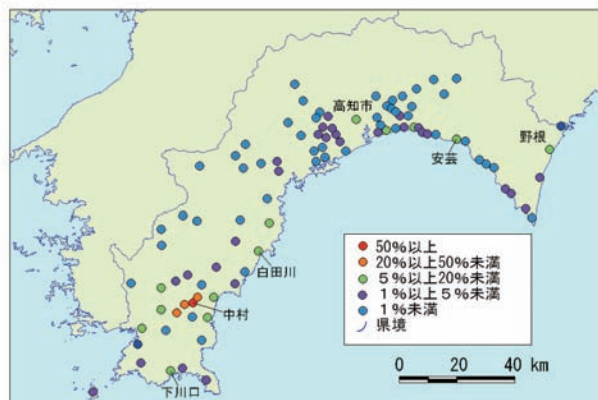 高知市
野根
安芸
白田川
中村
下川口
50％以上
20％以上50％未満
５％以上20％未満
１％以上５％未満
１％未満
県境
0 20 40 km